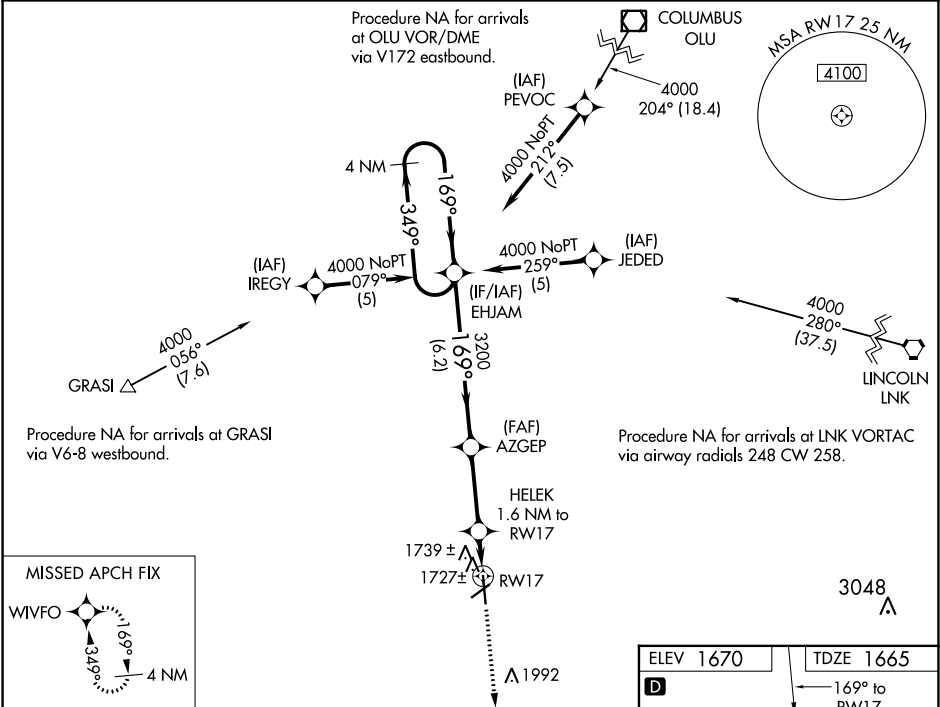 Procedure NA for arrivals
at OLU VOR/DME
via V172 eastbound.
COLUMBUS
OLU
4000
204° (18.4)
MSA RW17 25 NM
4100
(IAF)
PEVOC
4000 NoPT
212°
(7.5)
4 NM
169°
349°
(IAF)
IREGY
4000 NoPT
079°
(5)
4000 NoPT
259°
(5)
(IAF)
JEDED
(IF/IAF)
EHJAM
4000
056°
(7.6)
GRASI
3200
169°
(6.2)
4000
280°
(37.5)
LINCOLN
LNK
Procedure NA for arrivals at GRASI
via V6-8 westbound.
(FAF)
AZGEP
Procedure NA for arrivals at LNK VORTAC
via airway radials 248 CW 258.
HELEK
1.6 NM to
RW17
1739 ±
1727±
RW17
MISSED APCH FIX
WIVFO
169°
349°
4 NM
3048
1992
ELEV 1670
TDZE 1665
D
169° to
RW17